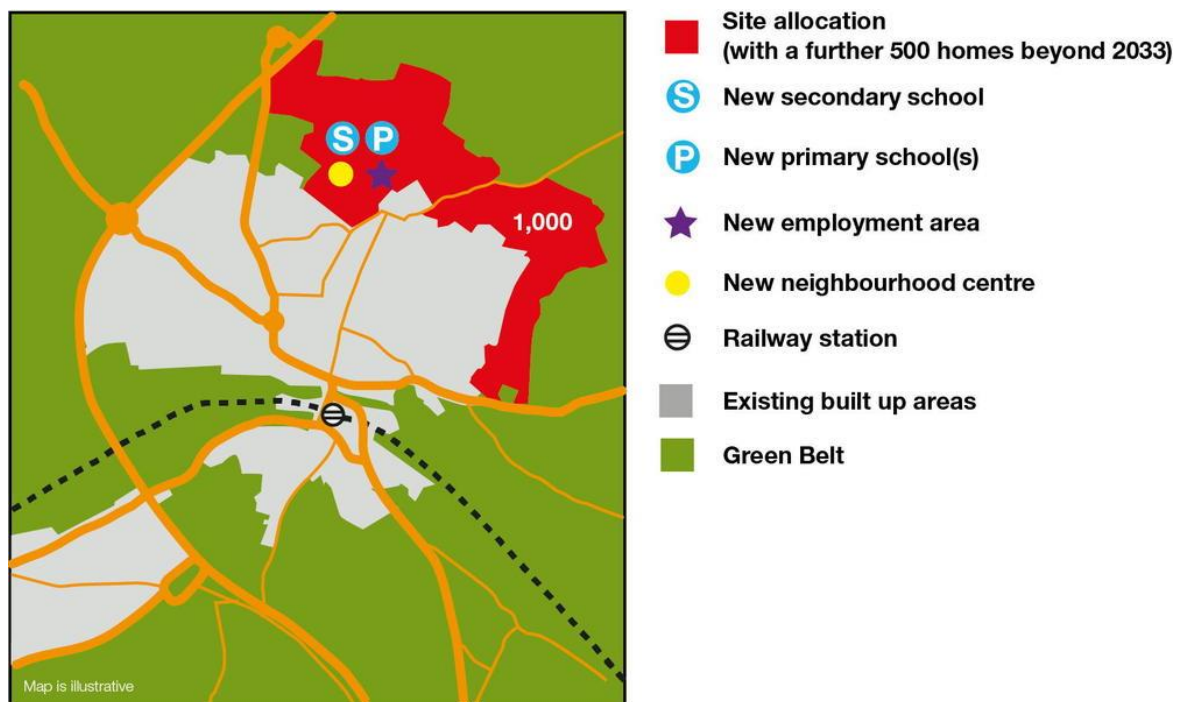 S P
1,000
Map is illustrative
Site allocation
(with a further 500 homes beyond 2033)
S New secondary school
P New primary school(s)
New employment area
New neighbourhood centre
Railway station
Existing built up areas
Green Belt